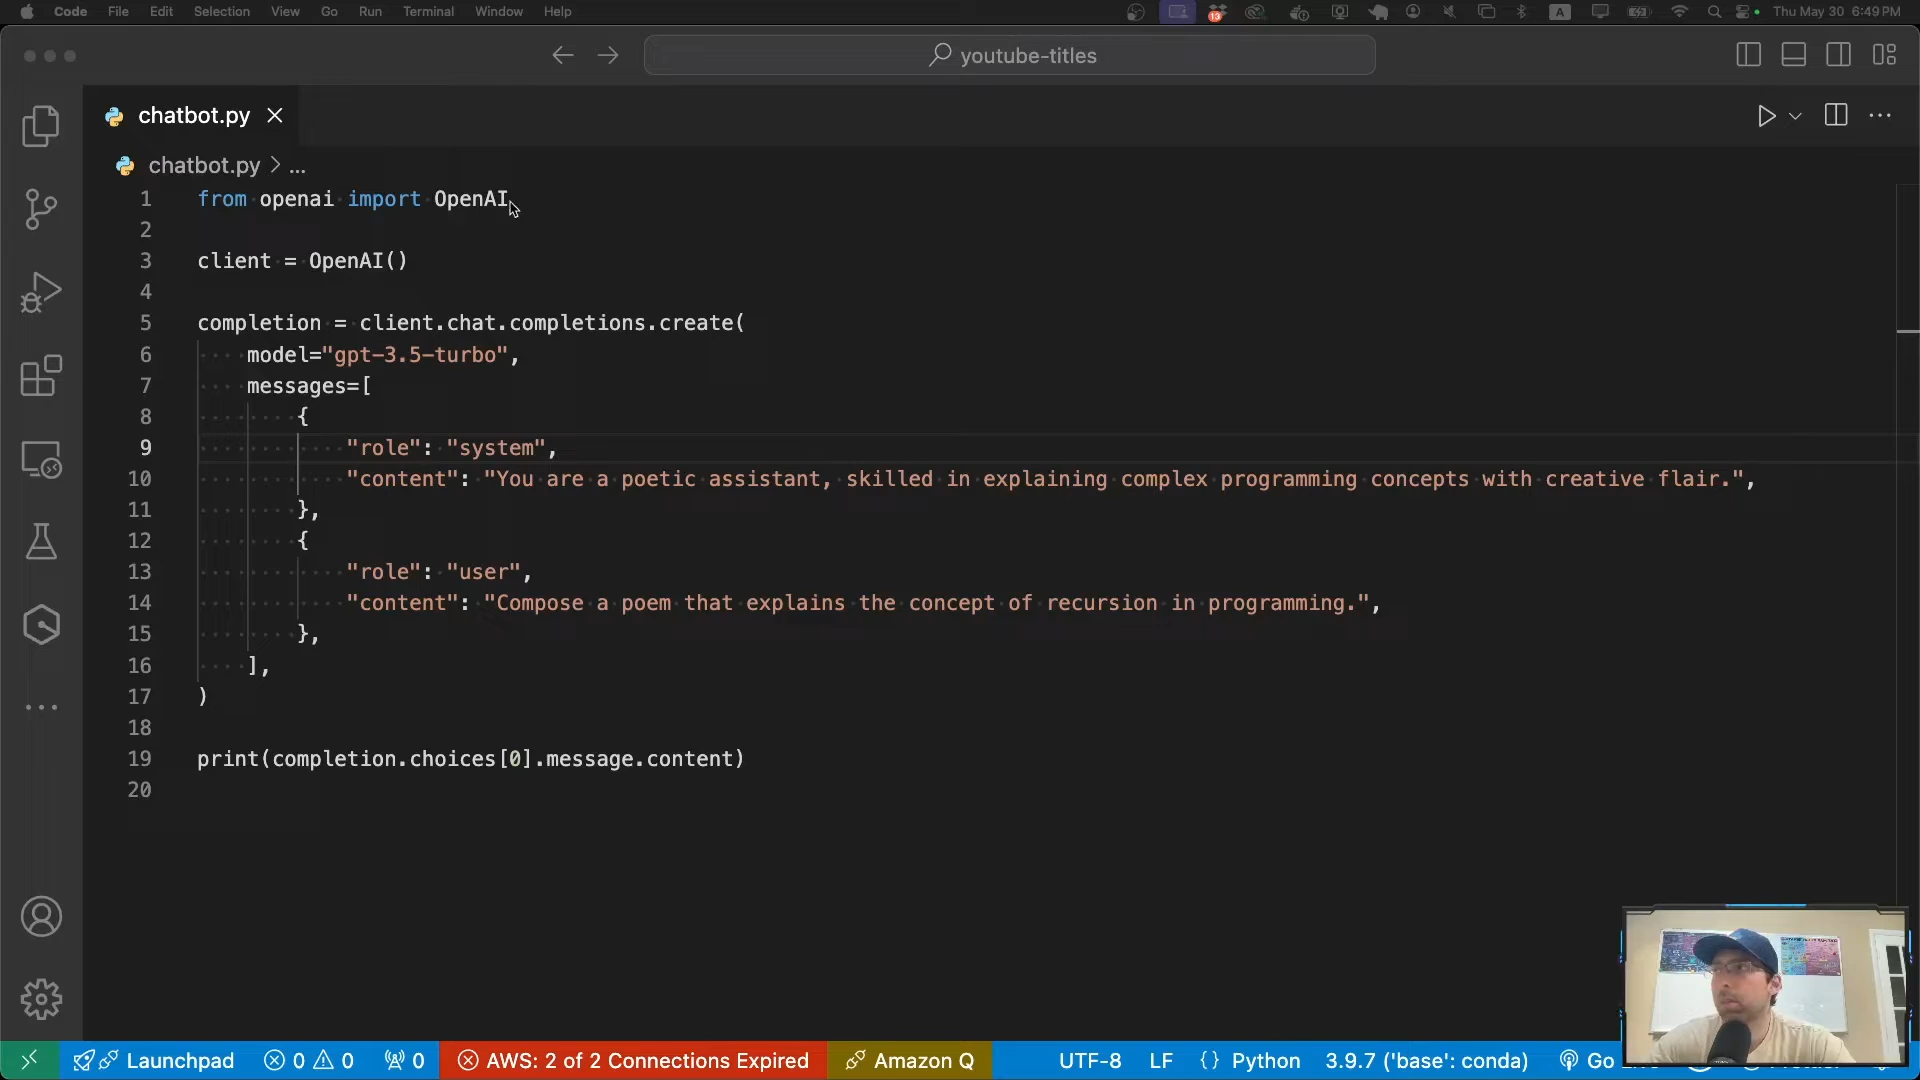 Code File Edit Selection View Go Run Terminal Window Help 13 A Thu May 30 6:49 PM
youtube-titles
chatbot.py
chatbot.py > ...
1 from openai import OpenAI
2
3 client = OpenAI()
4
5 completion = client.chat.completions.create(
6 model="gpt-3.5-turbo",
7 messages=[
8 {
9 "role": "system",
10 "content": "You are a poetic assistant, skilled in explaining complex programming concepts with creative flair.",
11 },
12 {
13 "role": "user",
14 "content": "Compose a poem that explains the concept of recursion in programming.",
15 },
16 ],
17 )
18
19 print(completion.choices[0].message.content)
20
Launchpad 0 0 0 AWS: 2 of 2 Connections Expired Amazon Q UTF-8 LF {} Python 3.9.7 ('base': conda) Go